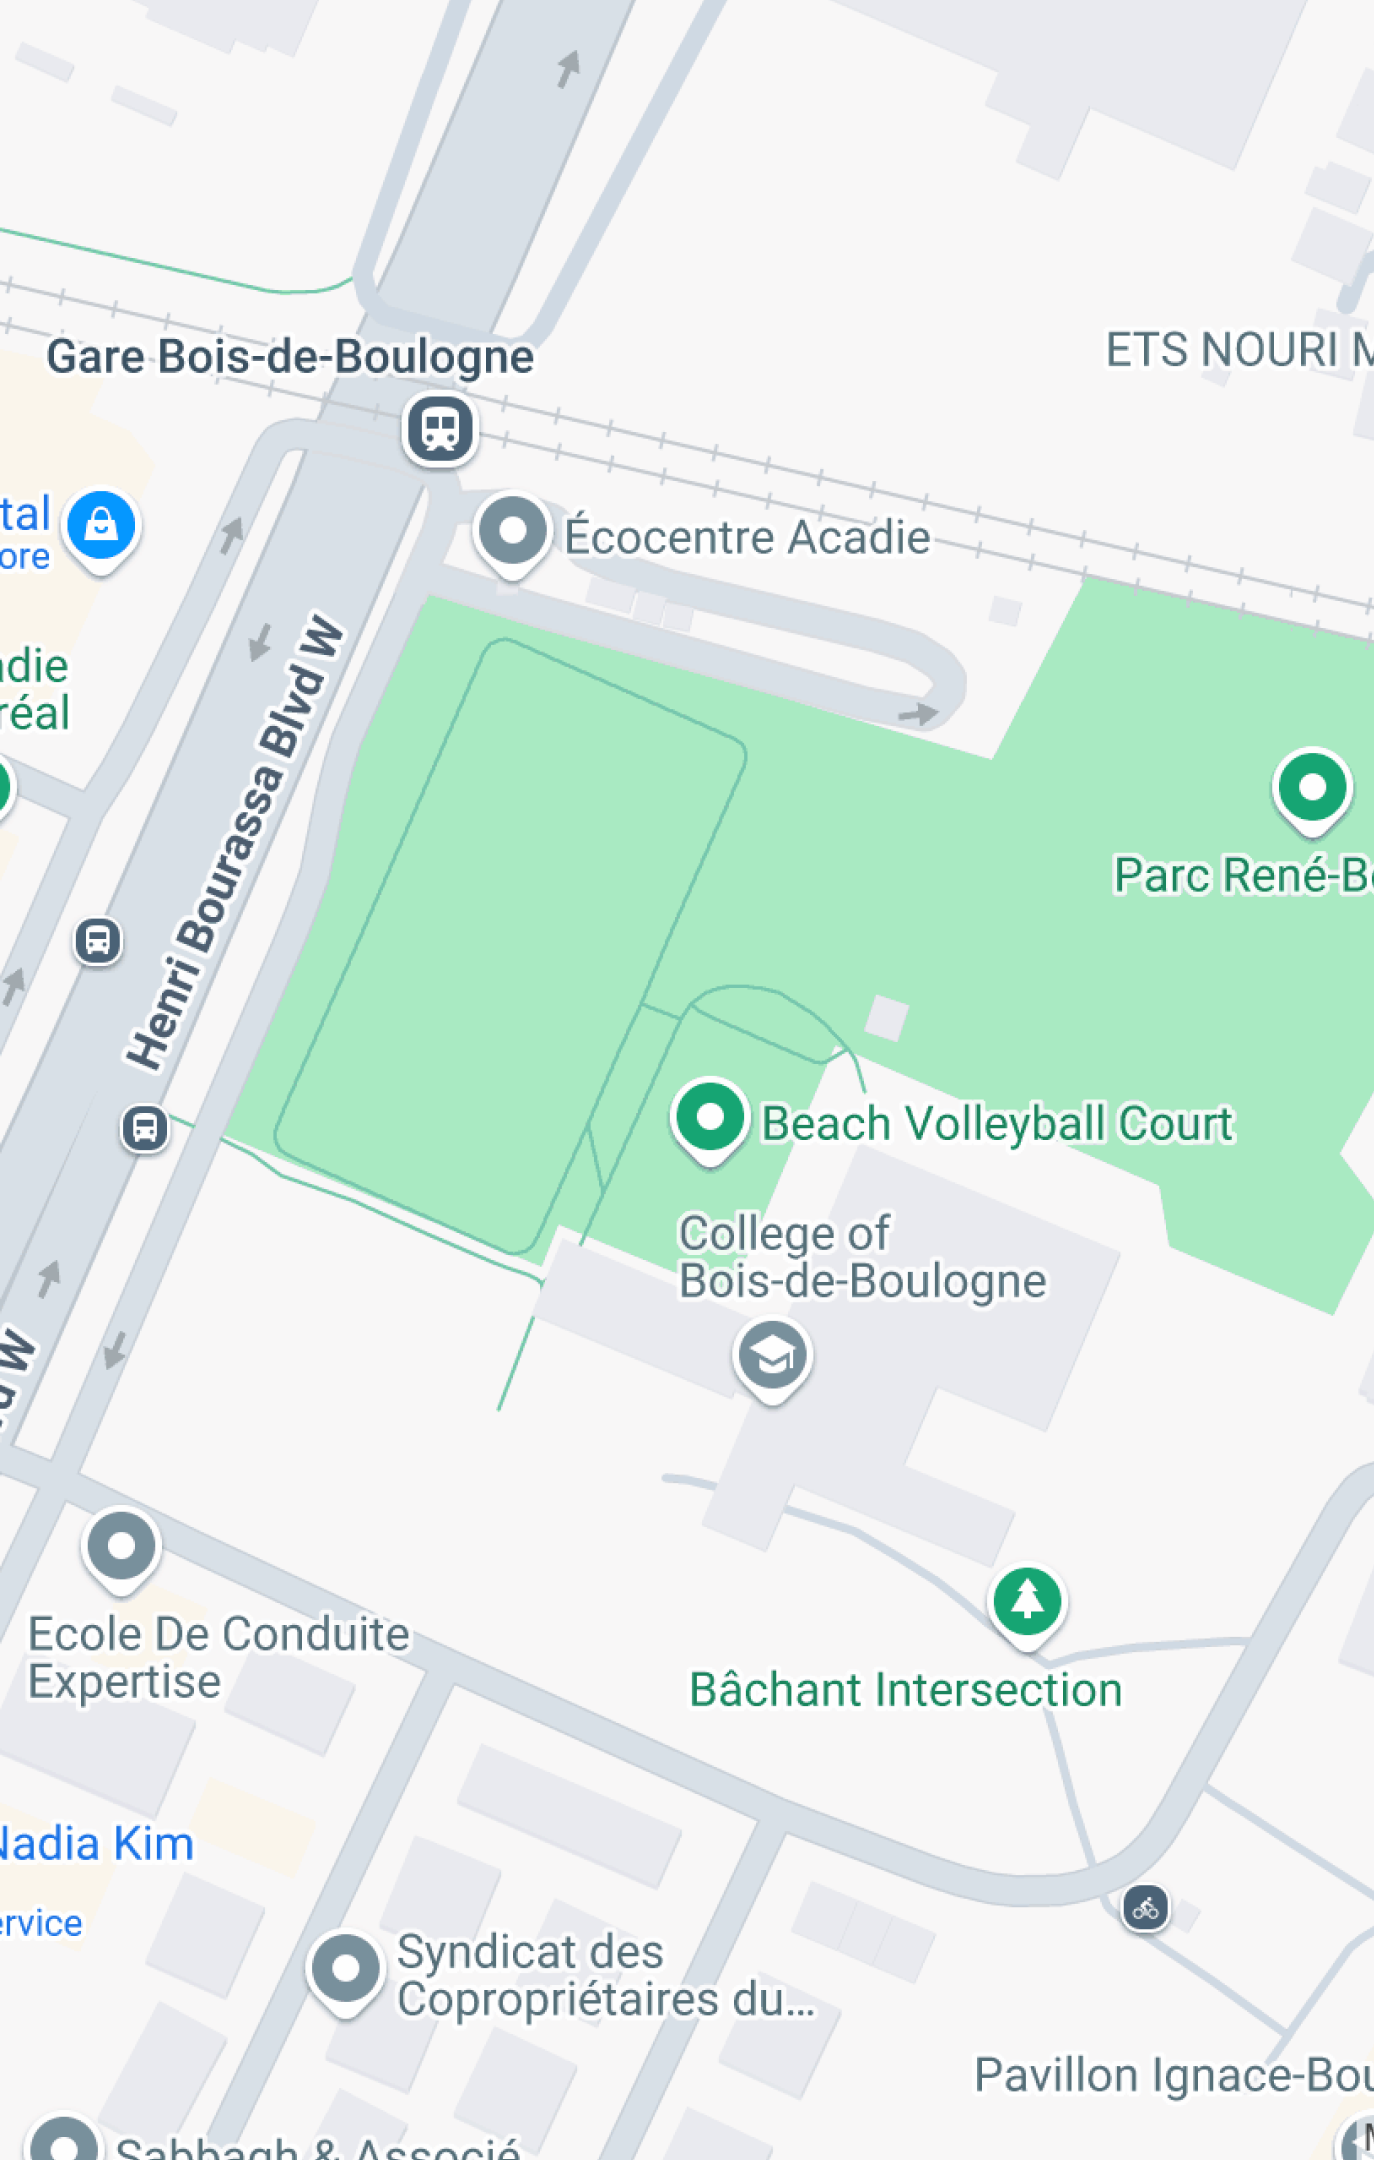 Gare Bois-de-Boulogne
ETS NOURI M
tal
ore
Écocentre Acadie
adie
réal
Henri Bourassa Blvd W
Parc René-B
Beach Volleyball Court
College of
Bois-de-Boulogne
d W
Ecole De Conduite
Expertise
Bâchant Intersection
Nadia Kim
ervice
Syndicat des
Copropriétaires du...
Pavillon Ignace-Bou
Sabbagh & Associé